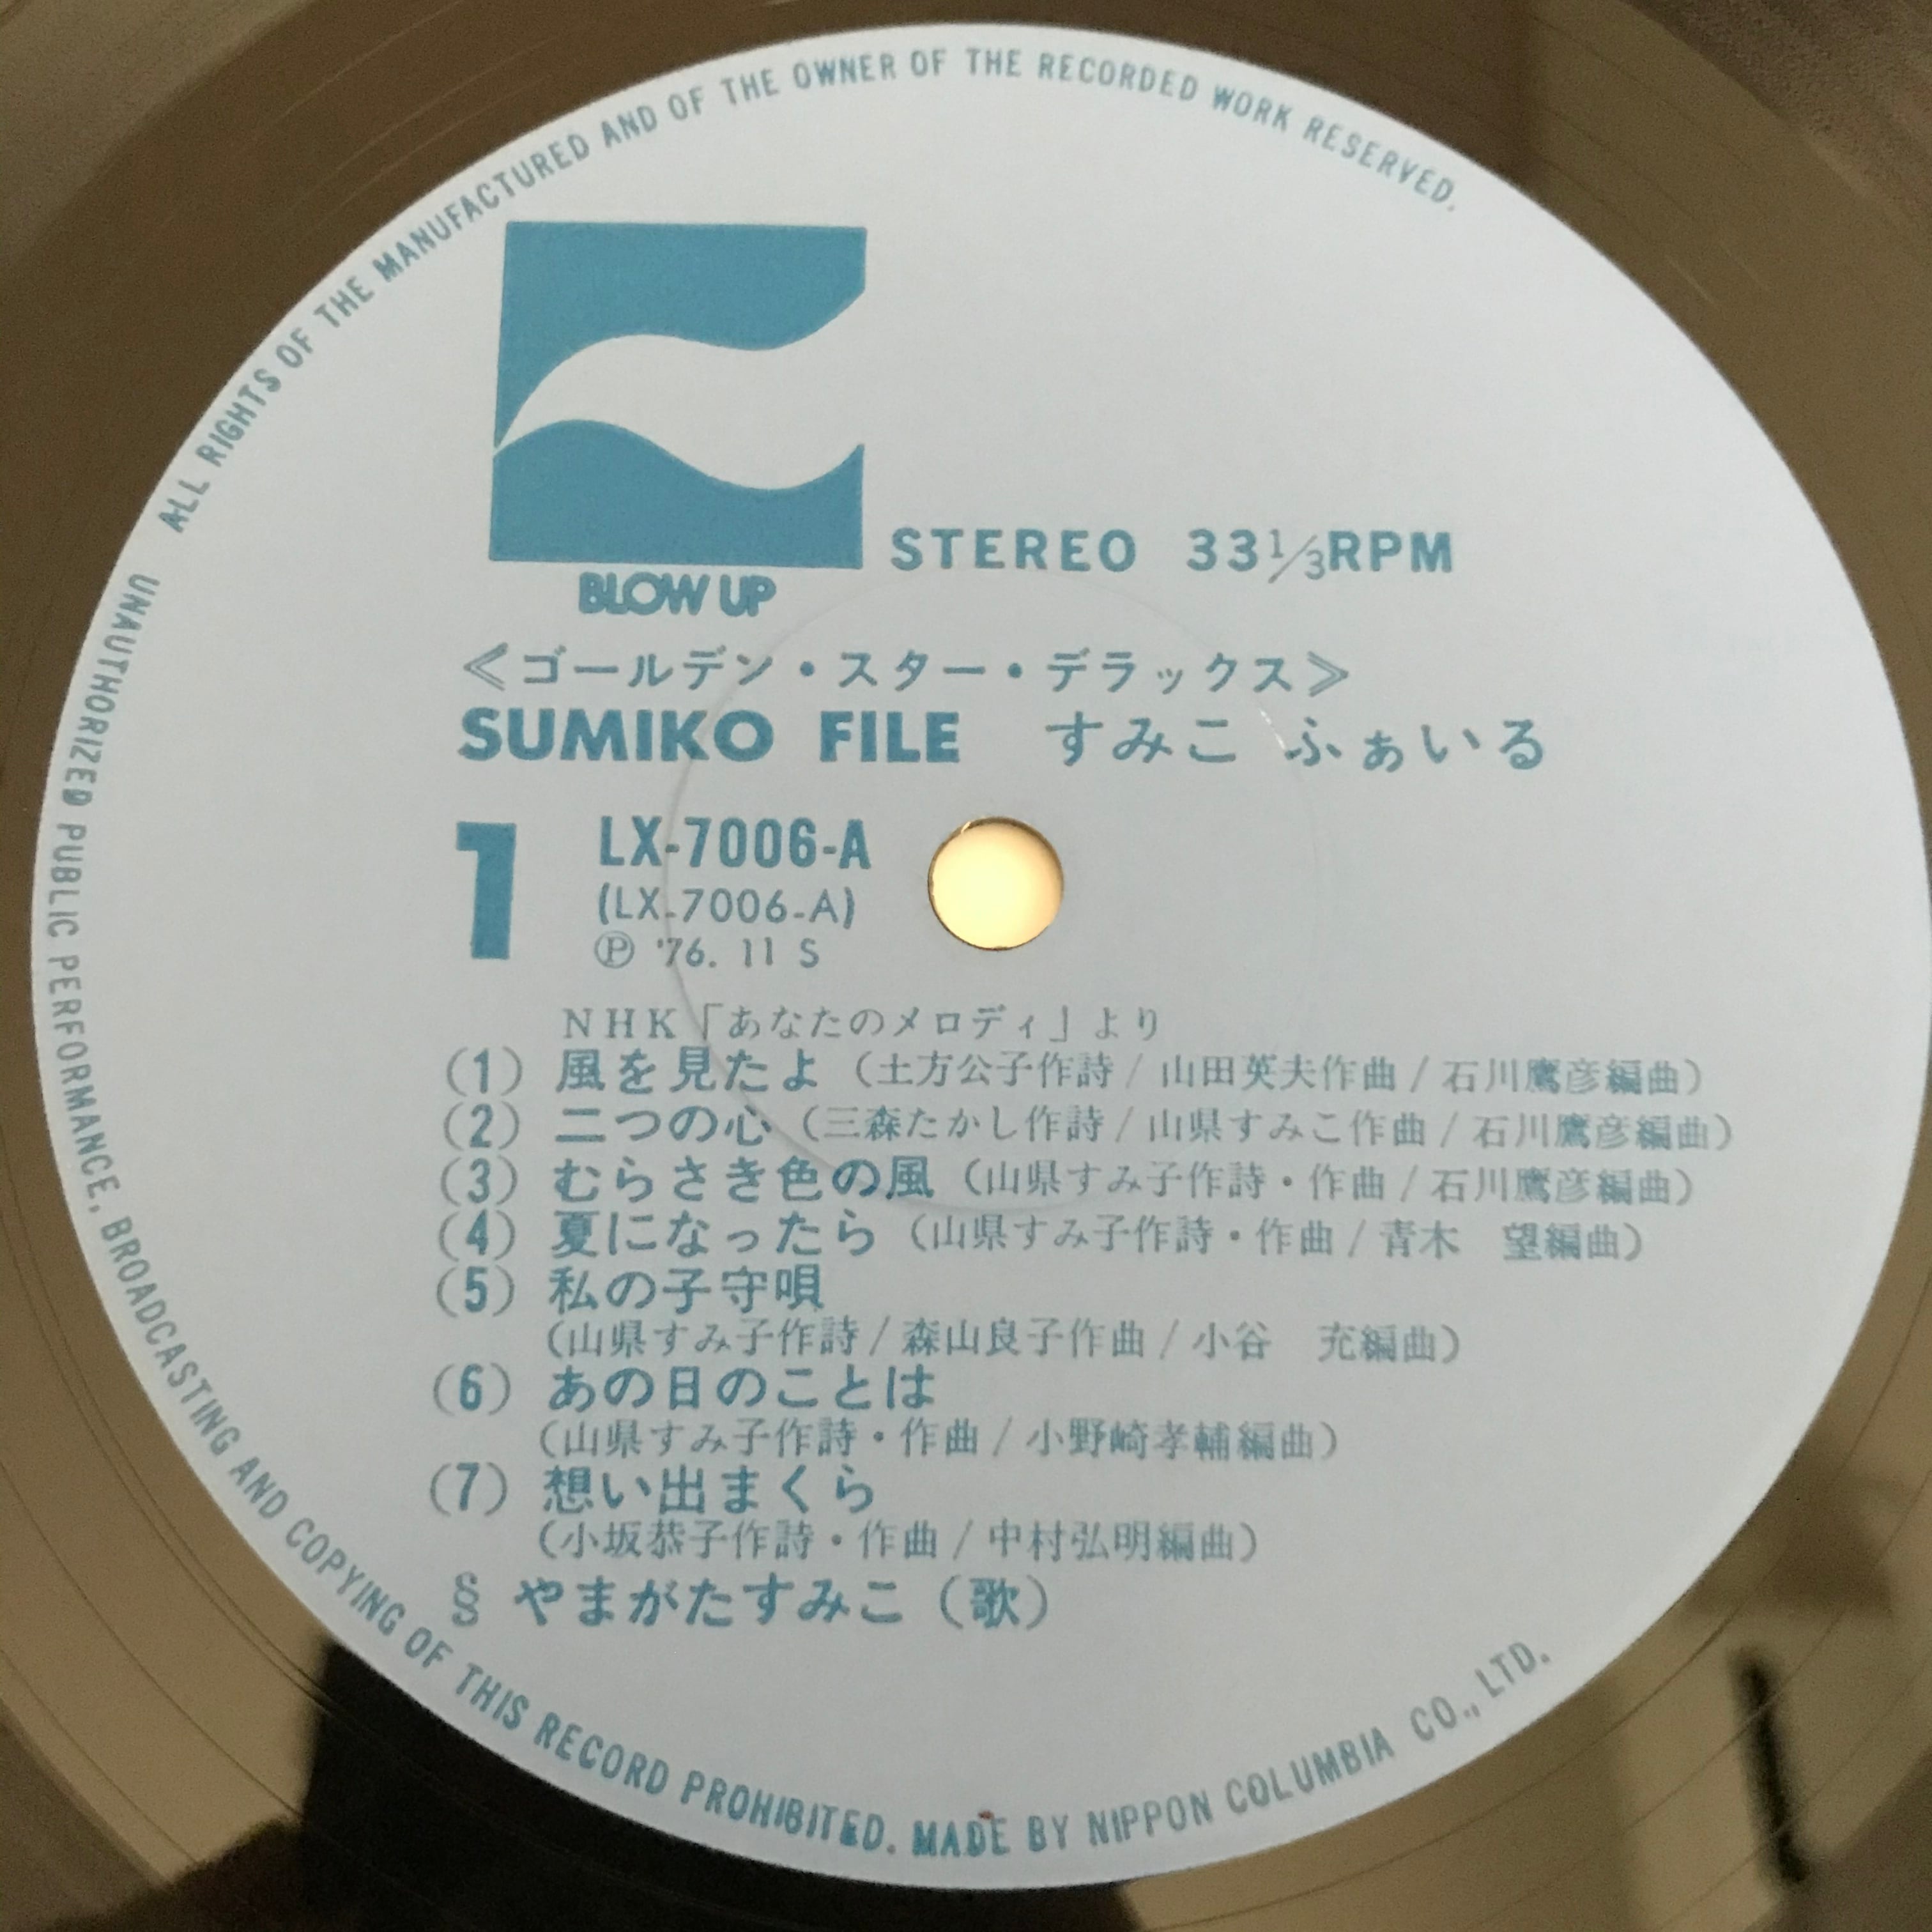 ALL RIGHTS OF THE MANUFACTURED AND OF THE OWNER OF THE RECORDED WORK RESERVED.
UNAUTHORIZED PUBLIC PERFORMANCE, BROADCASTING AND COPYING OF THIS RECORD PROHIBITED. MADE BY NIPPON COLUMBIA CO., LTD.
BLOW UP
STEREO 33 1/3 RPM
≪ゴールデン・スター・デラックス≫
SUMIKO FILE すみこ ふぁいる
1 LX-7006-A
(LX-7006-A)
Ⓟ '76. 11 S
NHK「あなたのメロディ」より
(1) 風を見たよ (土方公子作詩/山田英夫作曲/石川鷹彦編曲)
(2) 二つの心 (三森たかし作詩/山県すみこ作曲/石川鷹彦編曲)
(3) むらさき色の風 (山県すみ子作詩・作曲/石川鷹彦編曲)
(4) 夏になったら (山県すみ子作詩・作曲/青木 望編曲)
(5) 私の子守唄
(山県すみ子作詩/森山良子作曲/小谷 充編曲)
(6) あの日のことは
(山県すみ子作詩・作曲/小野崎孝輔編曲)
(7) 想い出まくら
(小坂恭子作詩・作曲/中村弘明編曲)
§ やまがたすみこ (歌)